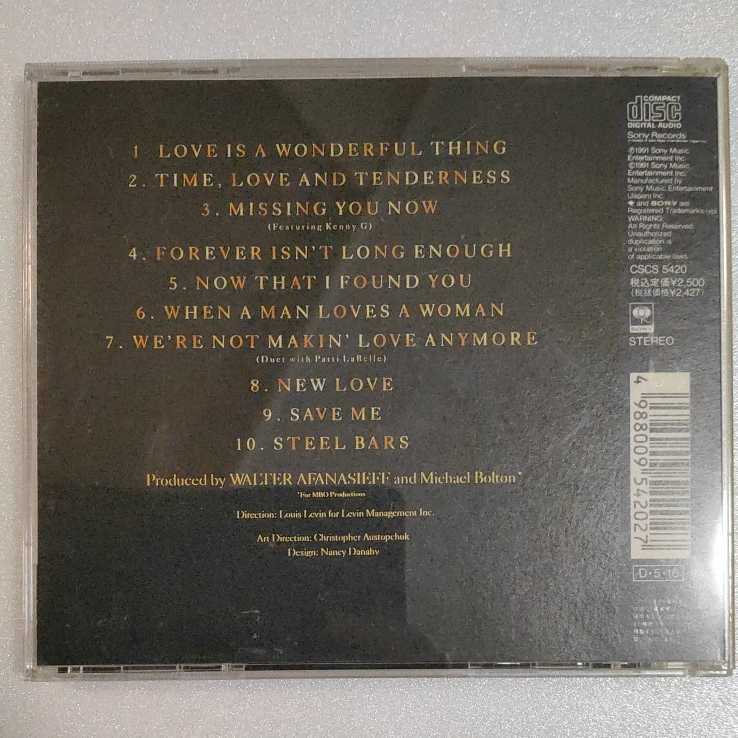 1 LOVE IS A WONDERFUL THING
2. TIME, LOVE AND TENDERNESS
3. MISSING YOU NOW
(Featuring Kenny G)
4. FOREVER ISN'T LONG ENOUGH
5. NOW THAT I FOUND YOU
6. WHEN A MAN LOVES A WOMAN
7. WE'RE NOT MAKIN' LOVE ANYMORE
(Duet with Patti LaBelle)
8. NEW LOVE
9. SAVE ME
10. STEEL BARS
Produced by WALTER AFANASIEFF and Michael Bolton*
*For MBO Productions
Direction: Louis Levin for Levin Management Inc.
Art Direction: Christopher Austopchuk
Design: Nancy Danahy
COMPACT
disc
DIGITAL AUDIO
Sony Records
℗1991 Sony Music
Entertainment Inc.
©1991 Sony Music
Entertainment Inc.
Manufactured by
Sony Music Entertainment
(Japan) Inc.
and SONY are
Registered Trademarks
WARNING:
All Rights Reserved.
Unauthorized
duplication is
a violation
of applicable laws.
CSCS 5420
税込定価¥2,500
(税抜価格¥2,427)
SONY
STEREO
4 988009 542027
D・5・16